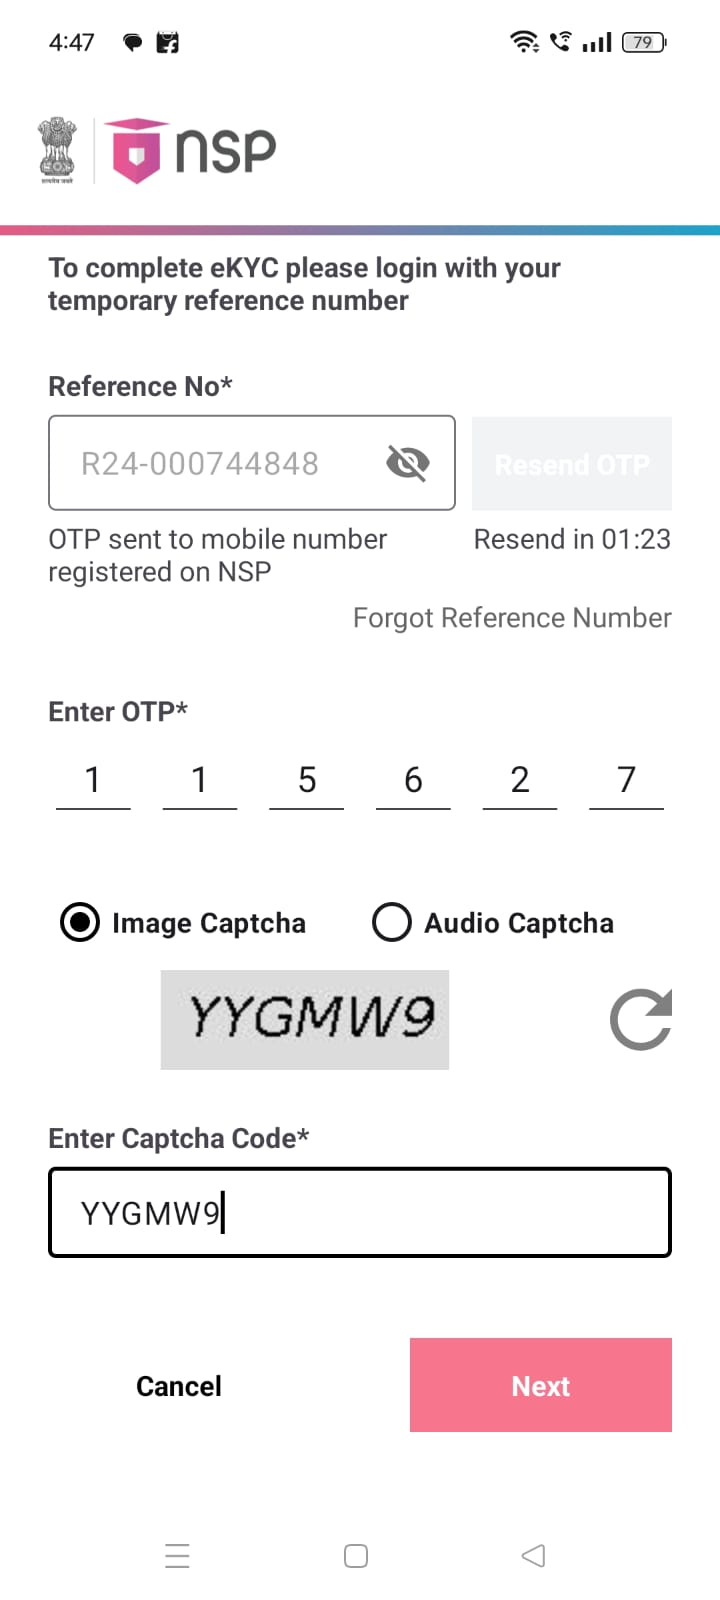 4:47
79
nsp
To complete eKYC please login with your
temporary reference number
Reference No*
R24-000744848
Resend OTP
OTP sent to mobile number
registered on NSP
Resend in 01:23
Forgot Reference Number
Enter OTP*
1 1 5 6 2 7
Image Captcha
Audio Captcha
YYGMW9
Enter Captcha Code*
YYGMW9
Cancel
Next